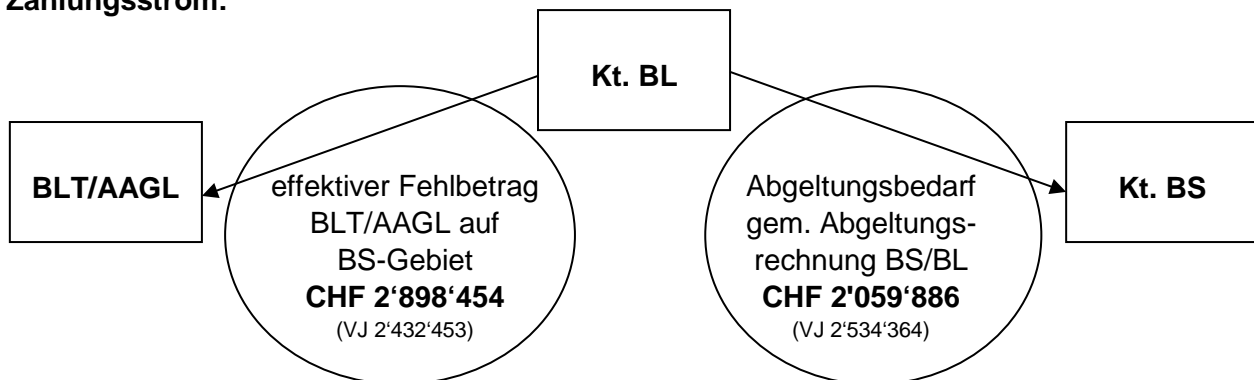 Zahlungsstrom:
Kt. BL
BLT/AAGL
effektiver Fehlbetrag
BLT/AAGL auf
BS-Gebiet
CHF 2‘898‘454
(VJ 2‘432‘453)
Abgeltungsbedarf
gem. Abgeltungs-
rechnung BS/BL
CHF 2'059‘886
(VJ 2‘534‘364)
Kt. BS